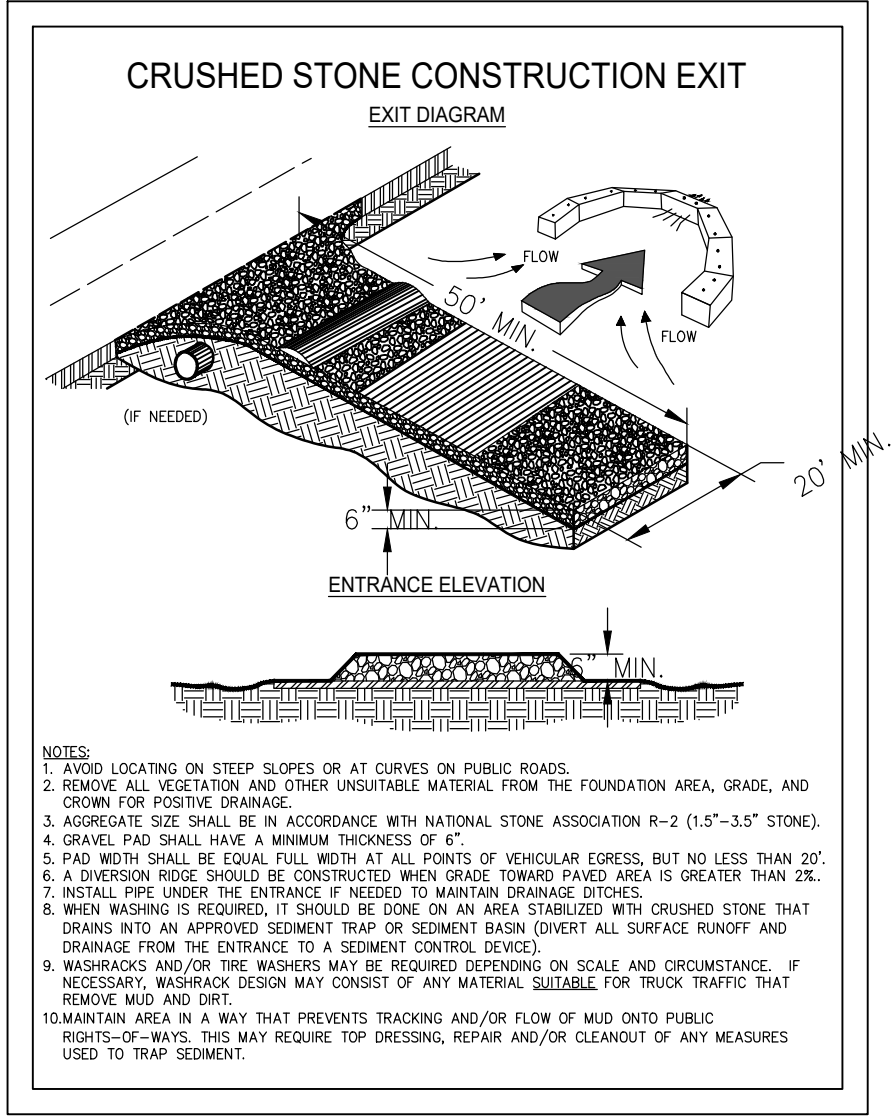 CRUSHED STONE CONSTRUCTION EXIT
EXIT DIAGRAM
FLOW
50' MIN.
FLOW
(IF NEEDED)
20' MIN.
6" MIN.
ENTRANCE ELEVATION
6" MIN.
NOTES:
1. AVOID LOCATING ON STEEP SLOPES OR AT CURVES ON PUBLIC ROADS.
2. REMOVE ALL VEGETATION AND OTHER UNSUITABLE MATERIAL FROM THE FOUNDATION AREA, GRADE, AND
CROWN FOR POSITIVE DRAINAGE.
3. AGGREGATE SIZE SHALL BE IN ACCORDANCE WITH NATIONAL STONE ASSOCIATION R-2 (1.5"-3.5" STONE).
4. GRAVEL PAD SHALL HAVE A MINIMUM THICKNESS OF 6".
5. PAD WIDTH SHALL BE EQUAL FULL WIDTH AT ALL POINTS OF VEHICULAR EGRESS, BUT NO LESS THAN 20'.
6. A DIVERSION RIDGE SHOULD BE CONSTRUCTED WHEN GRADE TOWARD PAVED AREA IS GREATER THAN 2%..
7. INSTALL PIPE UNDER THE ENTRANCE IF NEEDED TO MAINTAIN DRAINAGE DITCHES.
8. WHEN WASHING IS REQUIRED, IT SHOULD BE DONE ON AN AREA STABILIZED WITH CRUSHED STONE THAT
DRAINS INTO AN APPROVED SEDIMENT TRAP OR SEDIMENT BASIN (DIVERT ALL SURFACE RUNOFF AND
DRAINAGE FROM THE ENTRANCE TO A SEDIMENT CONTROL DEVICE).
9. WASHRACKS AND/OR TIRE WASHERS MAY BE REQUIRED DEPENDING ON SCALE AND CIRCUMSTANCE. IF
NECESSARY, WASHRACK DESIGN MAY CONSIST OF ANY MATERIAL SUITABLE FOR TRUCK TRAFFIC THAT
REMOVE MUD AND DIRT.
10.MAINTAIN AREA IN A WAY THAT PREVENTS TRACKING AND/OR FLOW OF MUD ONTO PUBLIC
RIGHTS-OF-WAYS. THIS MAY REQUIRE TOP DRESSING, REPAIR AND/OR CLEANOUT OF ANY MEASURES
USED TO TRAP SEDIMENT.